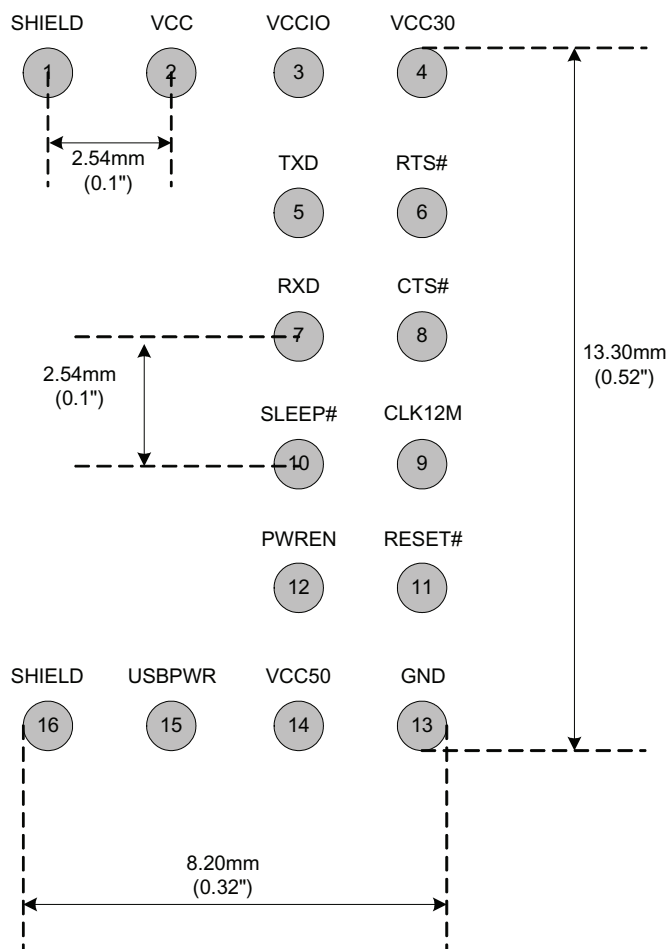 SHIELD VCC VCCIO VCC30
1 2 3 4
2.54mm
(0.1")
TXD RTS#
5 6
RXD CTS#
7 8
13.30mm
(0.52")
2.54mm
(0.1")
SLEEP# CLK12M
10 9
PWREN RESET#
12 11
SHIELD USBPWR VCC50 GND
16 15 14 13
8.20mm
(0.32")